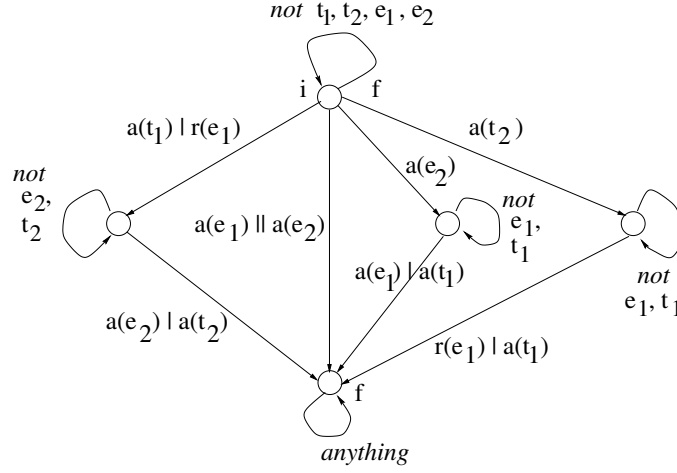 not t1, t2, e1, e2
i f
a(t1) | r(e1)
a(t2)
a(e2)
not
e2,
t2
a(e1) || a(e2)
not
e1,
t1
a(e1) | a(t1)
not
e1, t1
a(e2) | a(t2)
r(e1) | a(t1)
f
anything